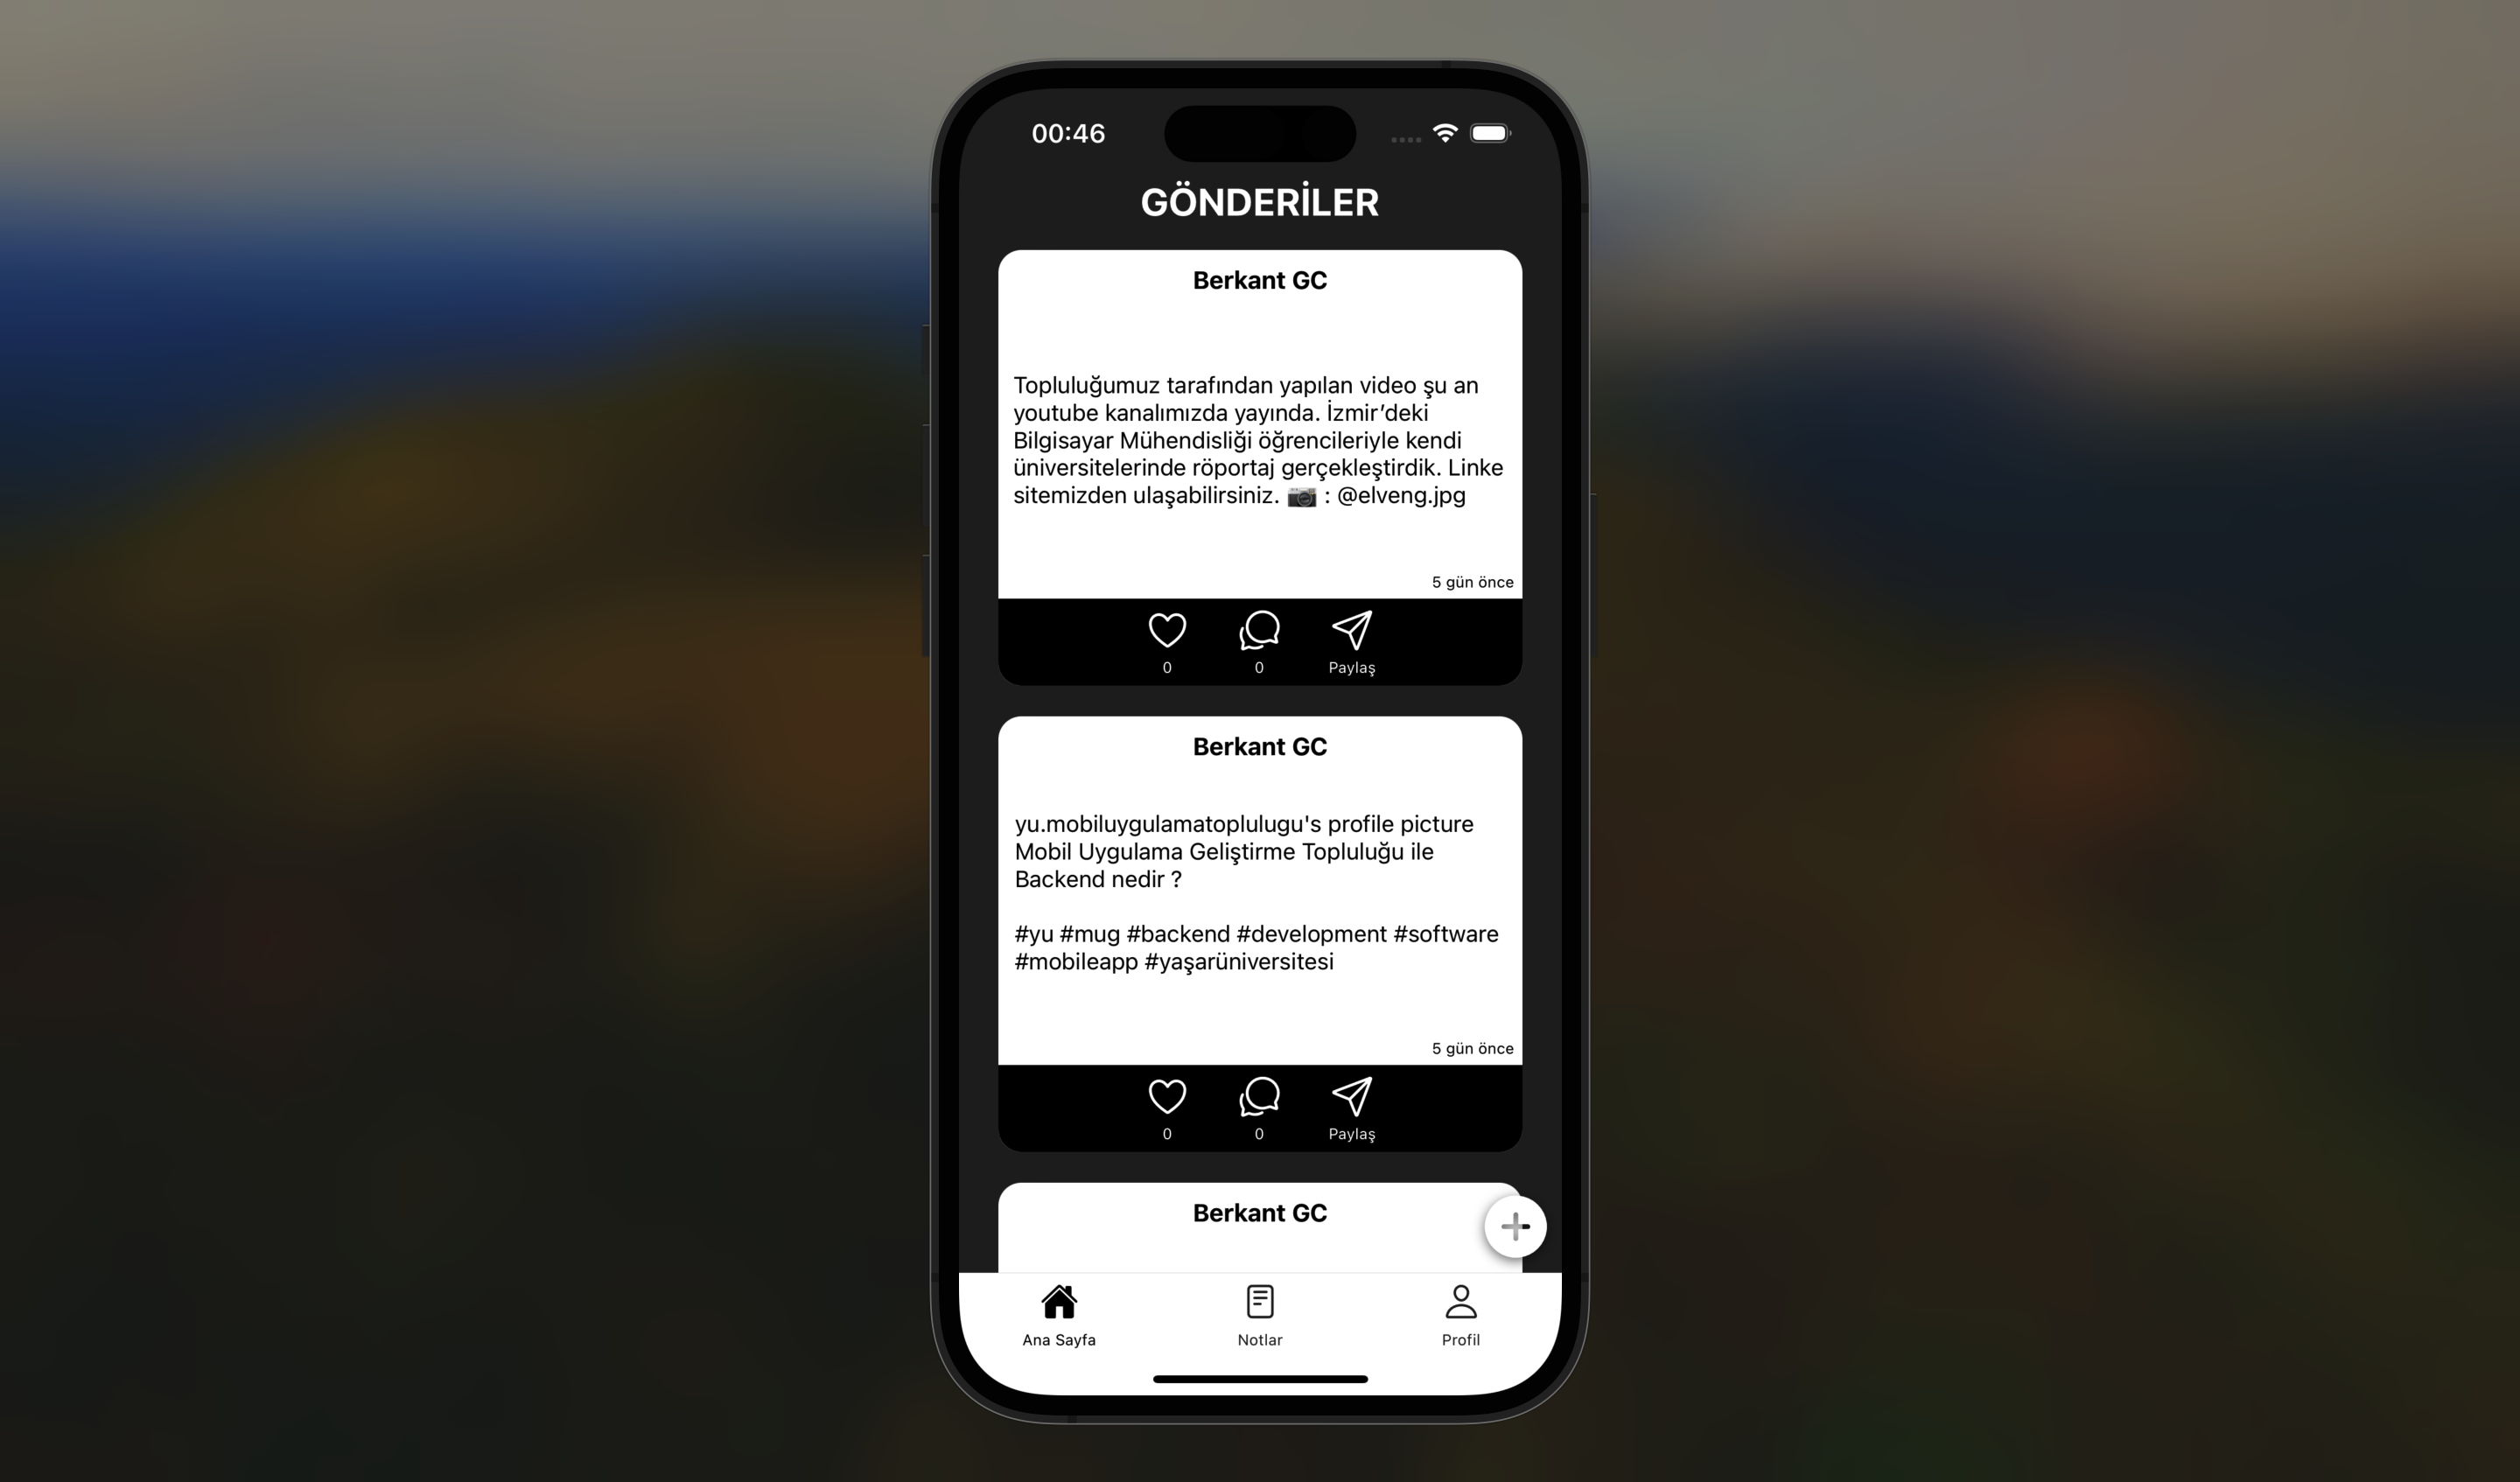 00:46
GÖNDERİLER
Berkant GC
Topluluğumuz tarafından yapılan video şu an
youtube kanalımızda yayında. İzmir’deki
Bilgisayar Mühendisliği öğrencileriyle kendi
üniversitelerinde röportaj gerçekleştirdik. Linke
sitemizden ulaşabilirsiniz. 📷 : @elveng.jpg
5 gün önce
0 0 Paylaş
Berkant GC
yu.mobiluygulamatoplulugu's profile picture
Mobil Uygulama Geliştirme Topluluğu ile
Backend nedir ?
#yu #mug #backend #development #software
#mobileapp #yaşarüniversitesi
5 gün önce
0 0 Paylaş
Berkant GC
Ana Sayfa Notlar Profil